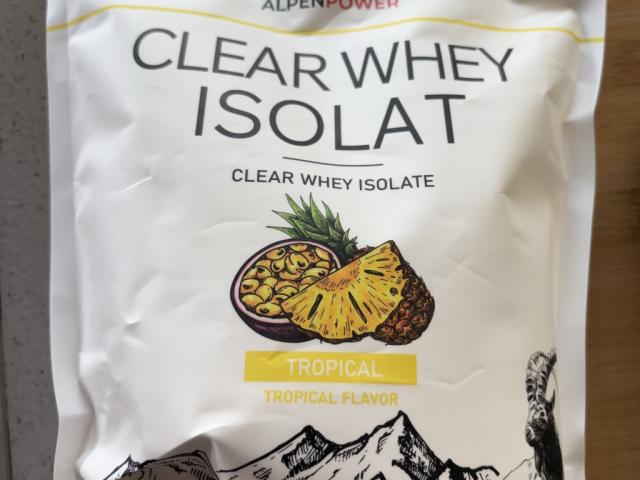 ALPENPOWER
CLEAR WHEY
ISOLAT
CLEAR WHEY ISOLATE
TROPICAL
TROPICAL FLAVOR